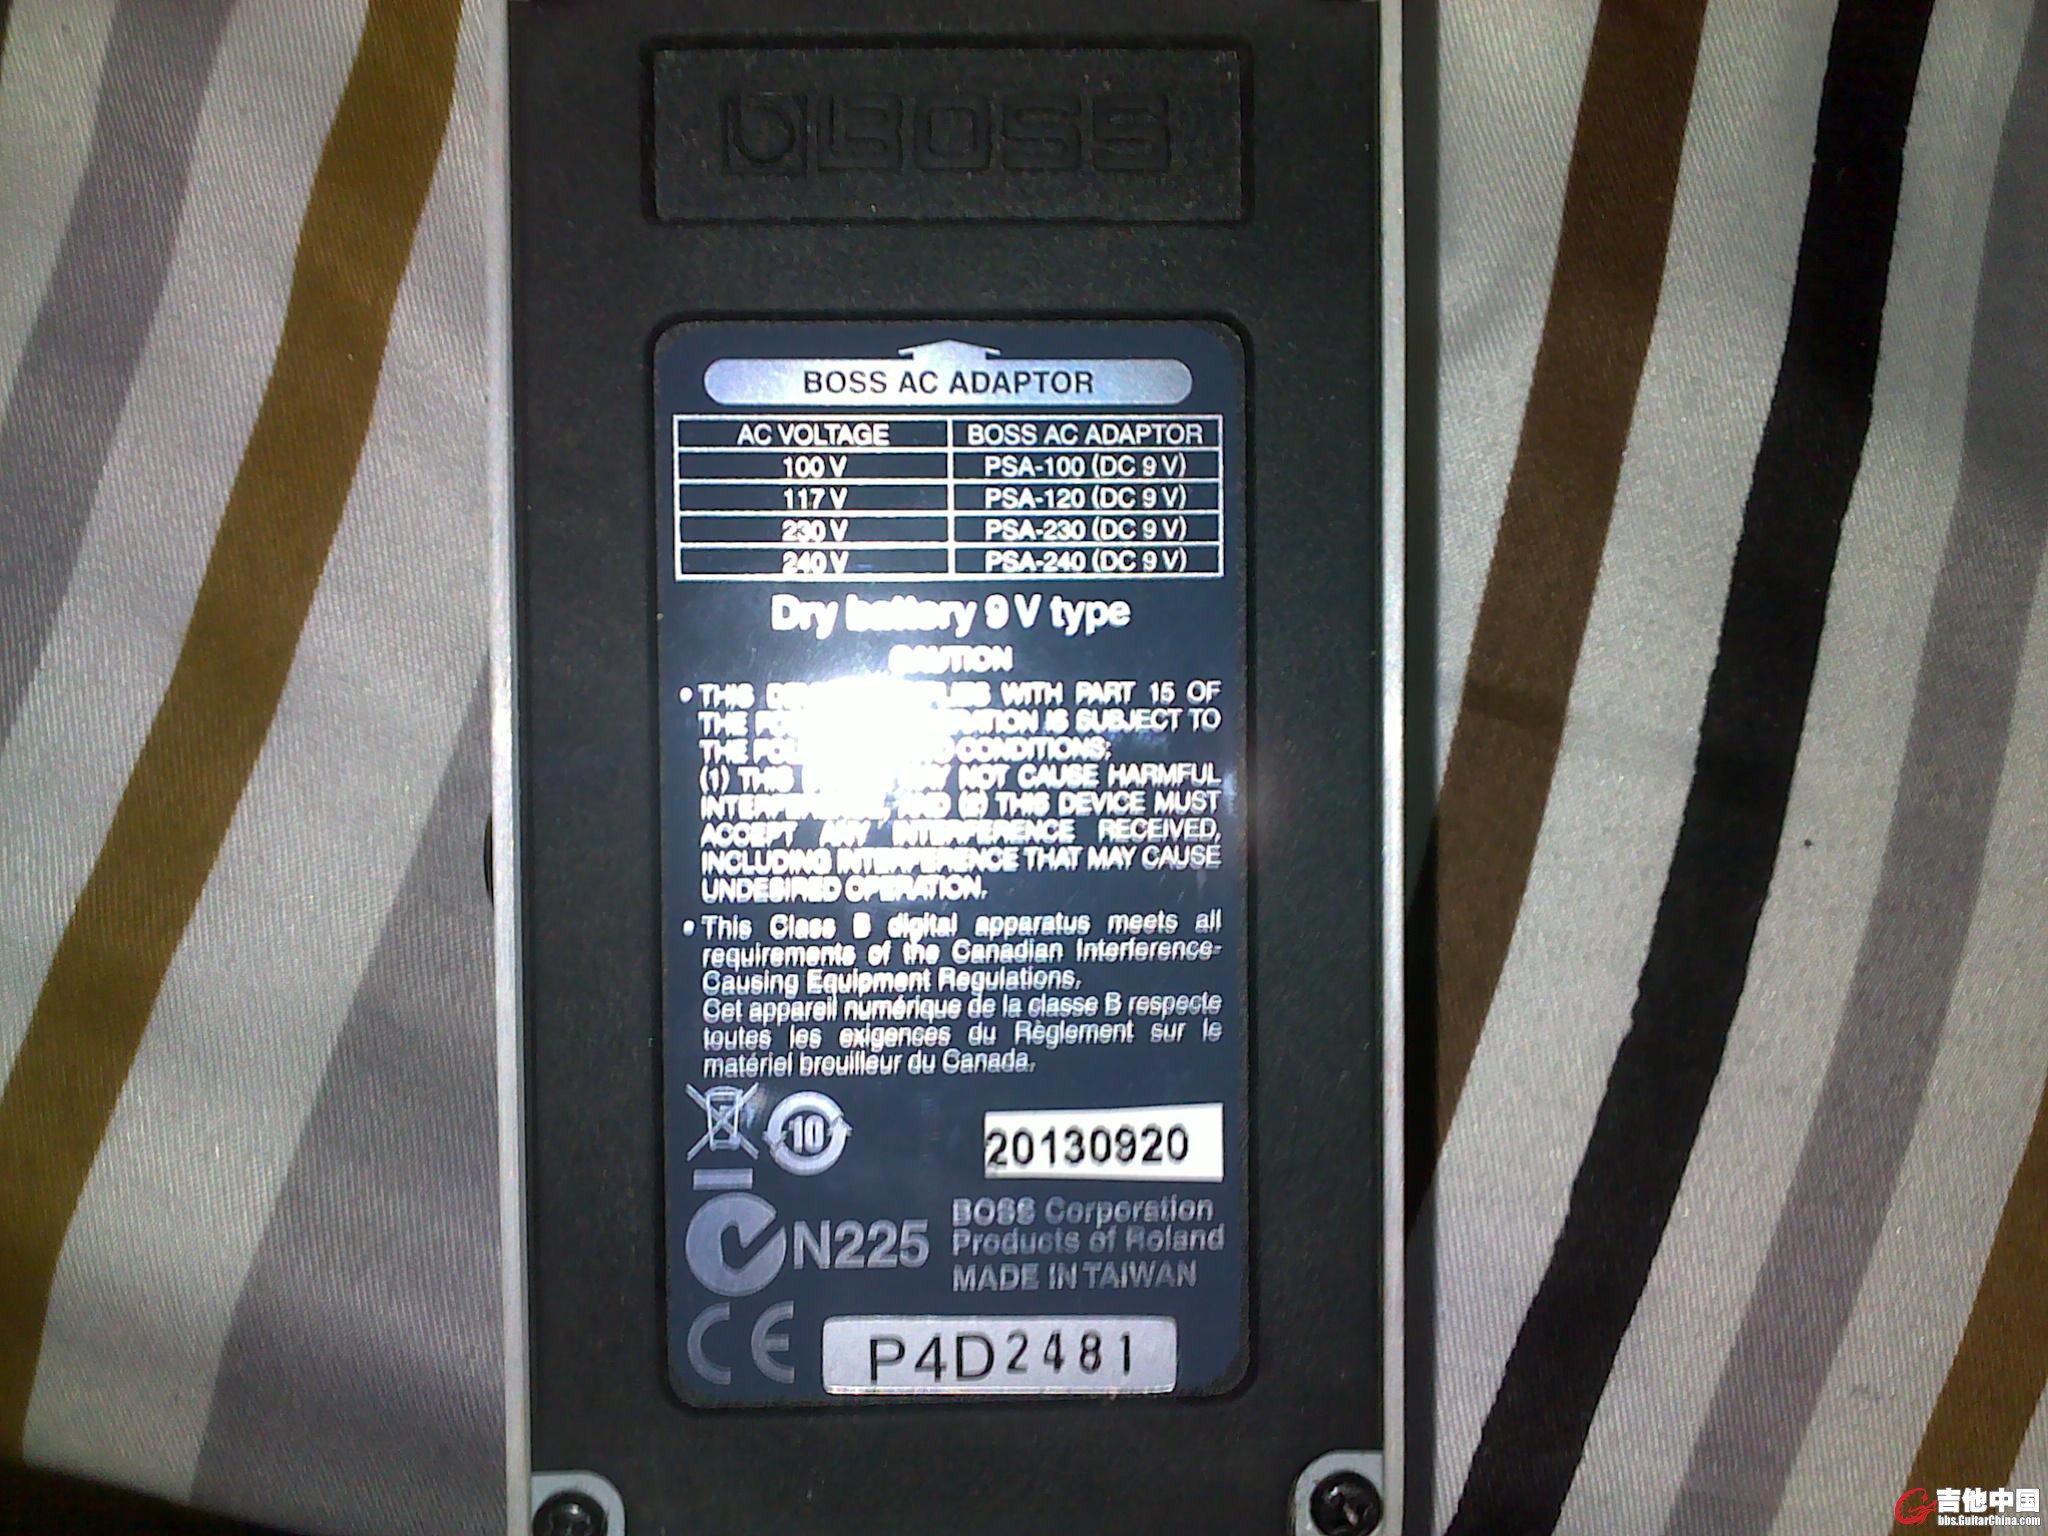 BOSS
BOSS AC ADAPTOR
AC VOLTAGE BOSS AC ADAPTOR
100 V PSA-100 (DC 9 V)
117 V PSA-120 (DC 9 V)
230 V PSA-230 (DC 9 V)
240 V PSA-240 (DC 9 V)
Dry battery 9 V type
CAUTION
• THIS WITH PART 15 OF
THE IS SUBJECT TO
THE CONDITIONS:
(1) THIS NOT CAUSE HARMFUL
AND (2) THIS DEVICE MUST
ACCEPT ANY INTERFERENCE RECEIVED,
INCLUDING INTERFERENCE THAT MAY CAUSE
UNDESIRED OPERATION.
• This Class B digital apparatus meets all
requirements of the Canadian Interference-
Causing Equipment Regulations.
Cet appareil numérique de la classe B respecte
toutes les exigences du Règlement sur le
matériel brouilleur du Canada.
10
20130920
N225
BOSS Corporation
Products of Roland
MADE IN TAIWAN
CE
P4D2481
吉他中国
bbs.GuitarChina.com